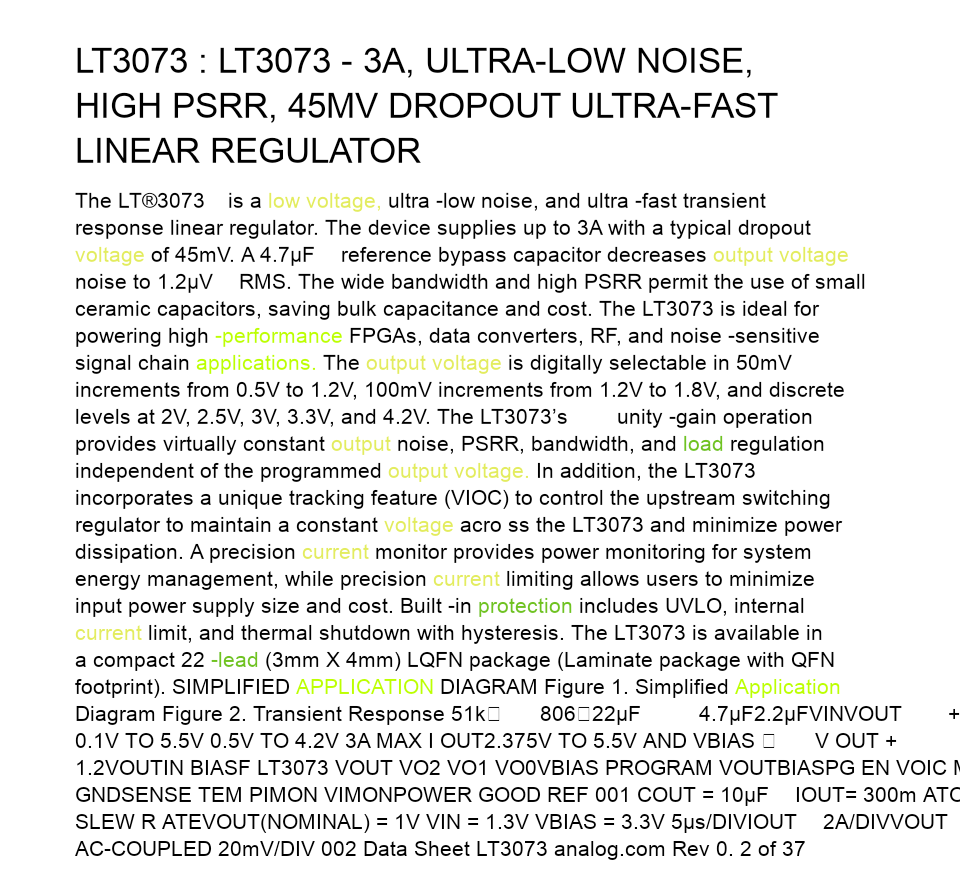 LT3073 : LT3073 - 3A, ULTRA-LOW NOISE,
HIGH PSRR, 45MV DROPOUT ULTRA-FAST
LINEAR REGULATOR
The LT®3073 is a low voltage, ultra -low noise, and ultra -fast transient
response linear regulator. The device supplies up to 3A with a typical dropout
voltage of 45mV. A 4.7µF reference bypass capacitor decreases output voltage
noise to 1.2µV RMS. The wide bandwidth and high PSRR permit the use of small
ceramic capacitors, saving bulk capacitance and cost. The LT3073 is ideal for
powering high -performance FPGAs, data converters, RF, and noise -sensitive
signal chain applications. The output voltage is digitally selectable in 50mV
increments from 0.5V to 1.2V, 100mV increments from 1.2V to 1.8V, and discrete
levels at 2V, 2.5V, 3V, 3.3V, and 4.2V. The LT3073’s unity -gain operation
provides virtually constant output noise, PSRR, bandwidth, and load regulation
independent of the programmed output voltage. In addition, the LT3073
incorporates a unique tracking feature (VIOC) to control the upstream switching
regulator to maintain a constant voltage acro ss the LT3073 and minimize power
dissipation. A precision current monitor provides power monitoring for system
energy management, while precision current limiting allows users to minimize
input power supply size and cost. Built -in protection includes UVLO, internal
current limit, and thermal shutdown with hysteresis. The LT3073 is available in
a compact 22 -lead (3mm X 4mm) LQFN package (Laminate package with QFN
footprint). SIMPLIFIED APPLICATION DIAGRAM Figure 1. Simplified Application
Diagram Figure 2. Transient Response 51k□ 806□22µF 4.7µF2.2µFVINVOUT +
0.1V TO 5.5V 0.5V TO 4.2V 3A MAX I OUT2.375V TO 5.5V AND VBIAS □ V OUT +
1.2VOUTIN BIASF LT3073 VOUT VO2 VO1 VO0VBIAS PROGRAM VOUTBIASPG EN VOIC
GNDSENSE TEM PIMON VIMONPOWER GOOD REF 001 COUT = 10µF IOUT= 300m ATO
SLEW R ATEVOUT(NOMINAL) = 1V VIN = 1.3V VBIAS = 3.3V 5µs/DIVIOUT 2A/DIVVOUT
AC-COUPLED 20mV/DIV 002 Data Sheet LT3073 analog.com Rev 0. 2 of 37